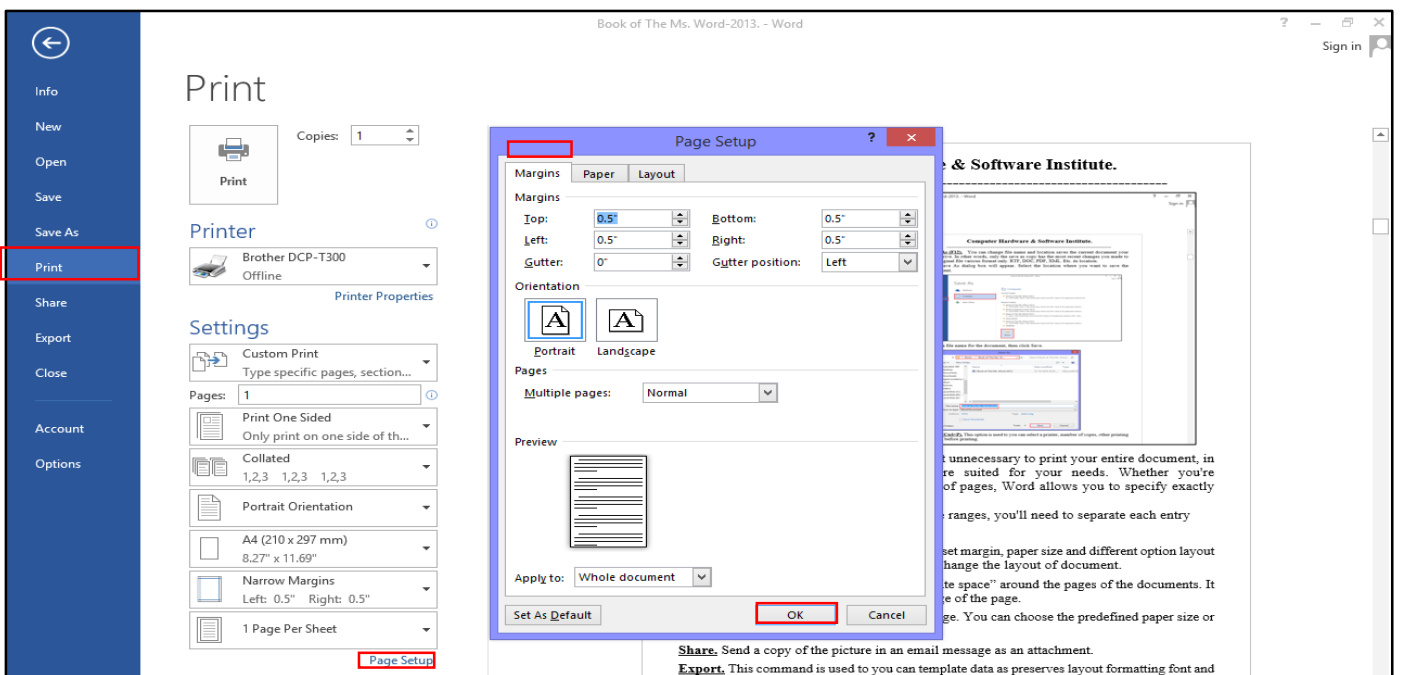 Book of The Ms. Word-2013. - Word
?
Sign in
Info
New
Open
Save
Save As
Print
Share
Export
Close
Account
Options
Print
Copies: 1
Print
Printer
Brother DCP-T300
Offline
Printer Properties
Settings
Custom Print
Type specific pages, section...
Pages: 1
Print One Sided
Only print on one side of th...
Collated
1,2,3 1,2,3 1,2,3
Portrait Orientation
A4 (210 x 297 mm)
8.27" x 11.69"
Narrow Margins
Left: 0.5" Right: 0.5"
1 Page Per Sheet
Page Setup
Page Setup ?
Margins Paper Layout
Margins
Top: 0.5" Bottom: 0.5"
Left: 0.5" Right: 0.5"
Gutter: 0" Gutter position: Left
Orientation
A A
Portrait Landscape
Pages
Multiple pages: Normal
Preview
Apply to: Whole document
Set As Default OK Cancel
& Software Institute.
Computer Hardware & Software Institute.
unnecessary to print your entire document, in
re suited for your needs. Whether you're
of pages, Word allows you to specify exactly
ranges, you'll need to separate each entry
set margin, paper size and different option layout
hange the layout of document.
te space” around the pages of the documents. It
e of the page.
ge. You can choose the predefined paper size or
Share. Send a copy of the picture in an email message as an attachment.
Export. This command is used to you can template data as preserves layout formatting font and